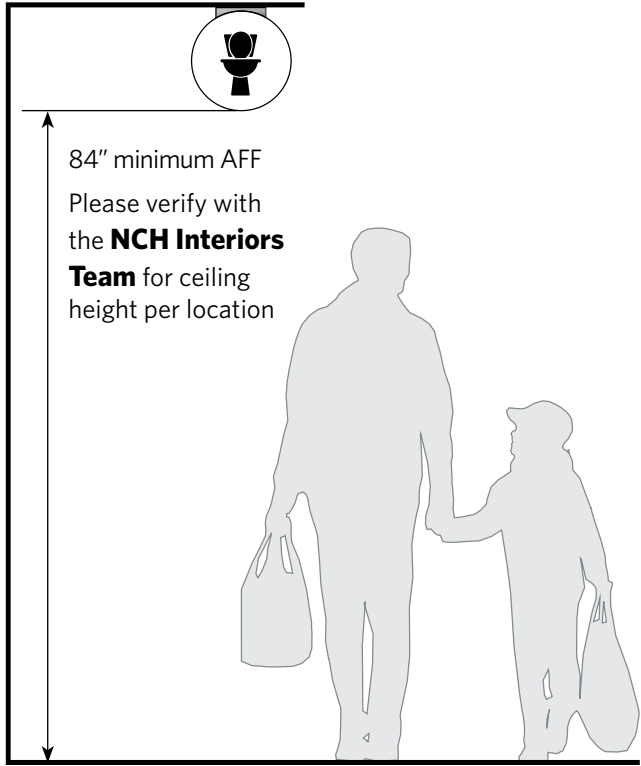 84” minimum AFF
Please verify with
the NCH Interiors
Team for ceiling
height per location